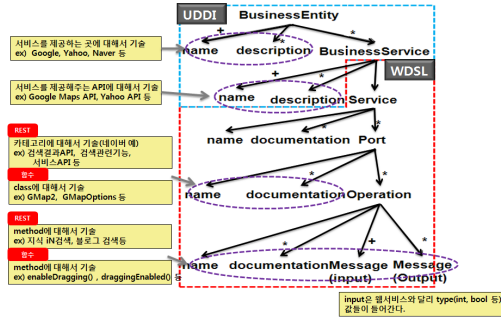 UDDI
BusinessEntity
서비스를 제공하는 곳에 대해서 기술
ex) Google, Yahoo, Naver 등
name
description
BusinessService
+
*
*
WDSL
서비스를 제공해주는 API에 대해서 기술
ex) Google Maps API, Yahoo API 등
+
*
*
name
description
Service
REST
카테고리에 대해서 기술(네이버 예)
ex) 검색결과API, 검색관련기능,
서비스API 등
name
documentation
Port
*
함수
class에 대해서 기술
ex) GMap2, GMapOptions 등
name
documentation
Operation
*
*
REST
method에 대해서 기술
ex) 지식 iN검색, 블로그 검색등
함수
method에 대해서 기술
ex) enableDragging() , draggingEnabled() 등
+
*
name
documentation
Message
(Input)
Message
(Output)
input은 웹서비스와 달리 type(int, bool 등)
값들이 들어간다.